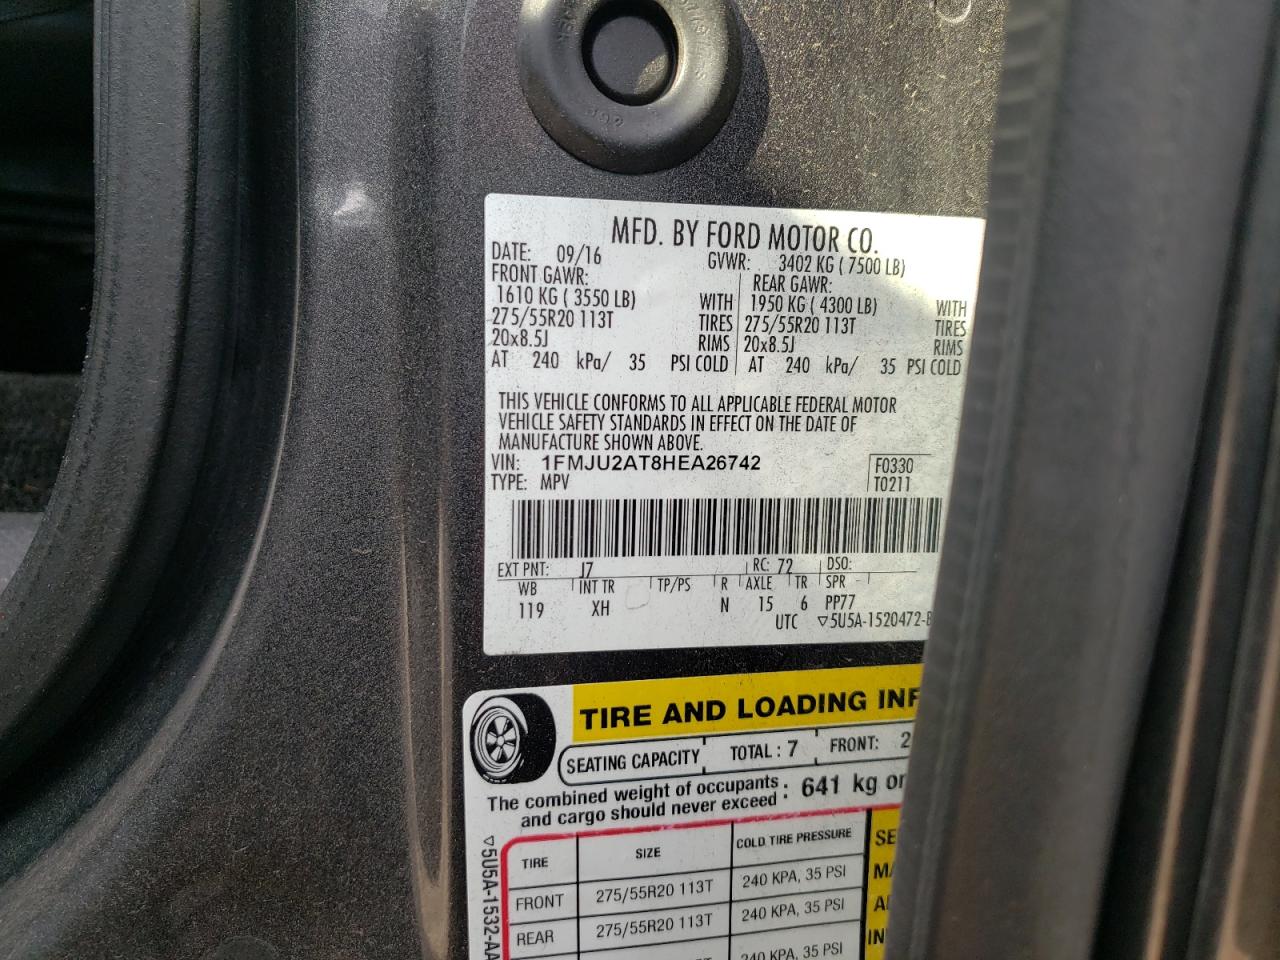 MFD. BY FORD MOTOR CO.
DATE: 09/16 GVWR: 3402 KG ( 7500 LB)
FRONT GAWR: REAR GAWR:
1610 KG ( 3550 LB) WITH 1950 KG ( 4300 LB) WITH
275/55R20 113T TIRES 275/55R20 113T TIRES
20x8.5J RIMS 20x8.5J RIMS
AT 240 kPa/ 35 PSI COLD AT 240 kPa/ 35 PSI COLD
THIS VEHICLE CONFORMS TO ALL APPLICABLE FEDERAL MOTOR
VEHICLE SAFETY STANDARDS IN EFFECT ON THE DATE OF
MANUFACTURE SHOWN ABOVE.
VIN: 1FMJU2AT8HEA26742 F0330
TYPE: MPV T0211
EXT PNT: J7 RC: 72 DSO:
WB INT TR TP/PS R AXLE TR SPR
119 XH N 15 6 PP77
UTC ▽5U5A-1520472-
TIRE AND LOADING INF
SEATING CAPACITY TOTAL : 7 FRONT: 2
The combined weight of occupants
and cargo should never exceed : 641 kg or
TIRE SIZE COLD TIRE PRESSURE SE
FRONT 275/55R20 113T 240 KPA, 35 PSI
REAR 275/55R20 113T 240 KPA, 35 PSI
240 KPA, 35 PSI IN
▽5U5A-1532-AA